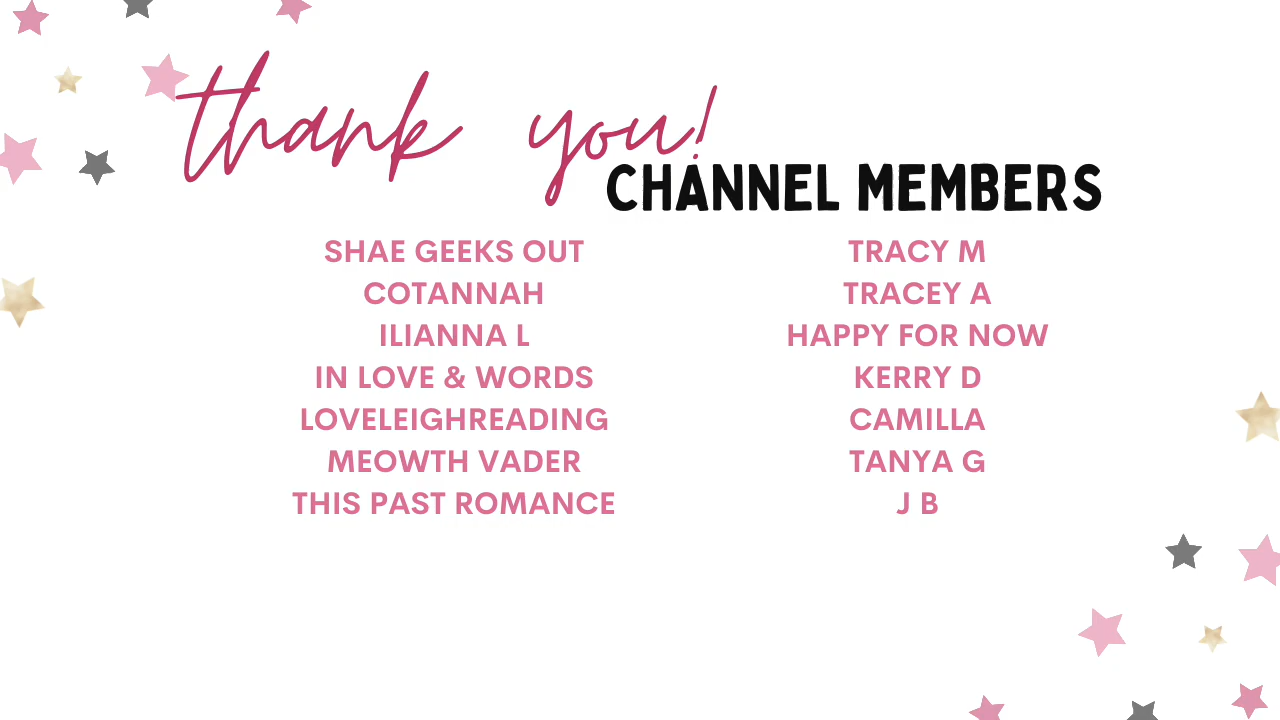 thank you!
CHANNEL MEMBERS
SHAE GEEKS OUT
COTANNAH
ILIANNA L
IN LOVE & WORDS
LOVELEIGHREADING
MEOWTH VADER
THIS PAST ROMANCE
TRACY M
TRACEY A
HAPPY FOR NOW
KERRY D
CAMILLA
TANYA G
J B